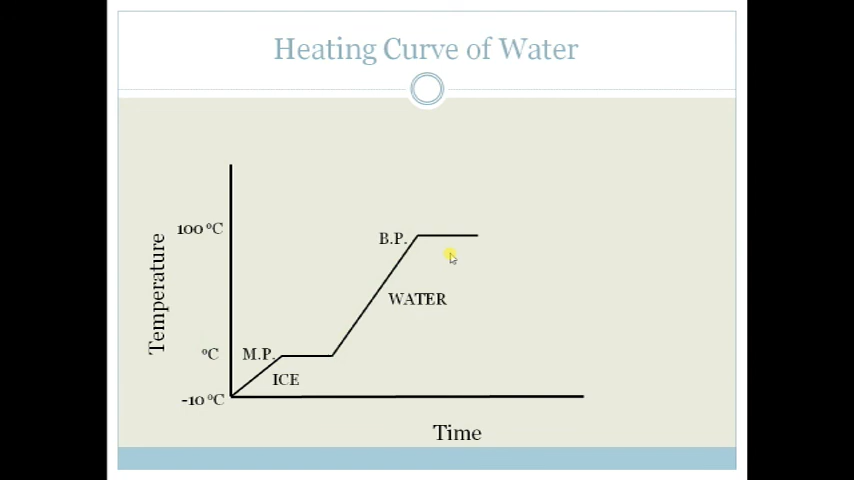 Heating Curve of Water
100 ºC
B.P.
WATER
Temperature
ºC
M.P.
ICE
-10 ºC
Time